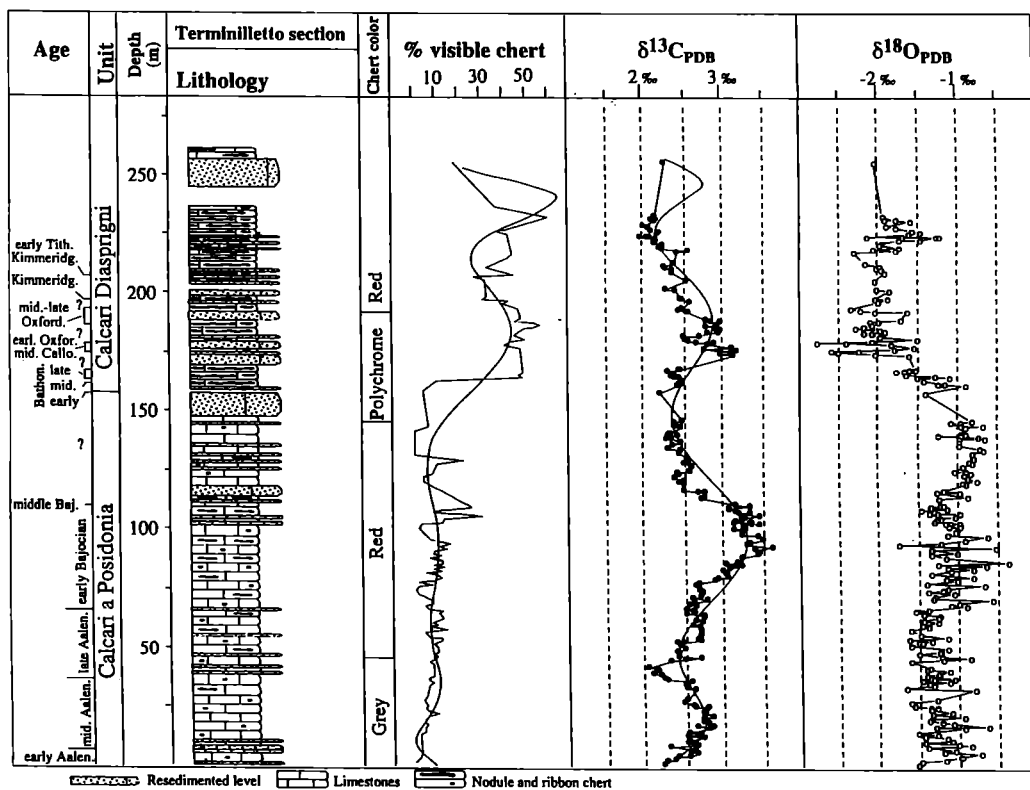 Age
Unit
Depth (m)
Terminilletto section
Lithology
Chert color
% visible chert
10 30 50
δ13CPDB
2 ‰ 3 ‰
δ18OPDB
-2 ‰ -1 ‰
250
200
150
100
50
early Tith.
Kimmeridg.
Kimmeridg.
?
mid.-late
Oxford.
?
earl. Oxfor.
mid. Callo.
?
Bathon.
late
mid.
early
?
middle Baj.
early Bajocian
late Aalen.
mid. Aalen.
early Aalen.
Calcari Diasprigni
Calcari a Posidonia
Red
Polychrome
Red
Grey
Resedimented level Limestones Nodule and ribbon chert